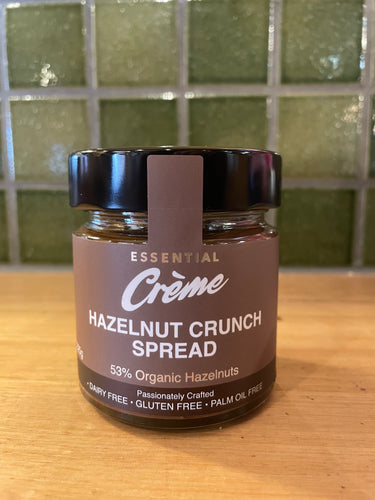 ESSENTIAL
Crème
HAZELNUT CRUNCH
SPREAD
53% Organic Hazelnuts
Passionately Crafted
• DAIRY FREE • GLUTEN FREE • PALM OIL FREE